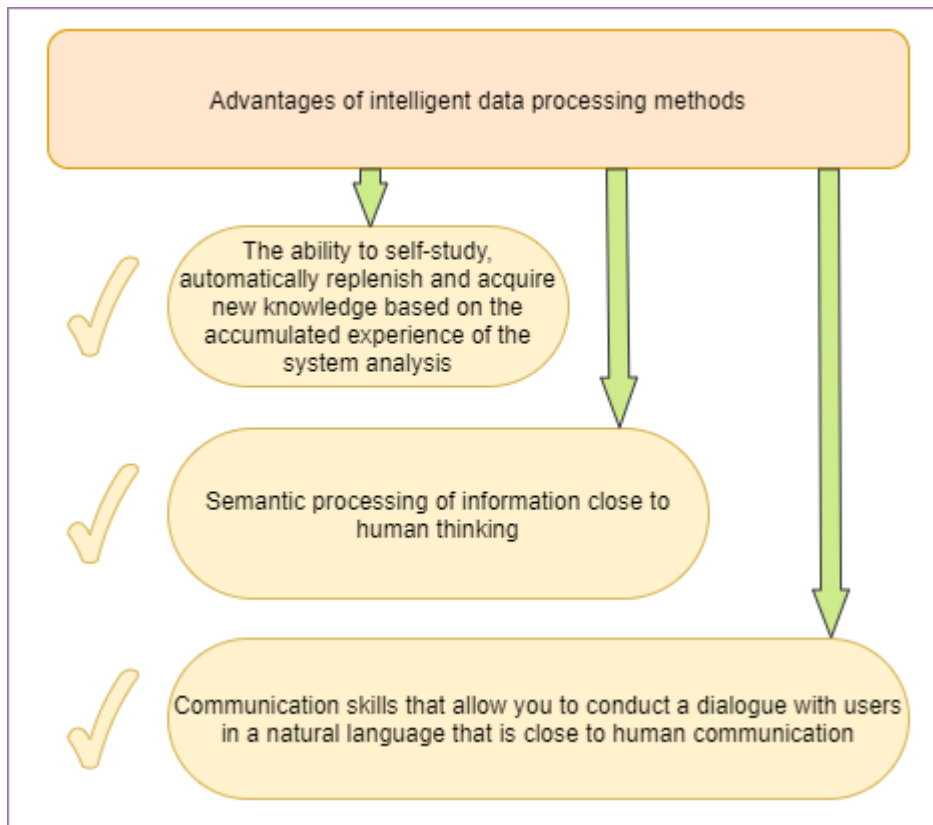 Advantages of intelligent data processing methods
The ability to self-study,
automatically replenish and acquire
new knowledge based on the
accumulated experience of the
system analysis
Semantic processing of information close to
human thinking
Communication skills that allow you to conduct a dialogue with users
in a natural language that is close to human communication